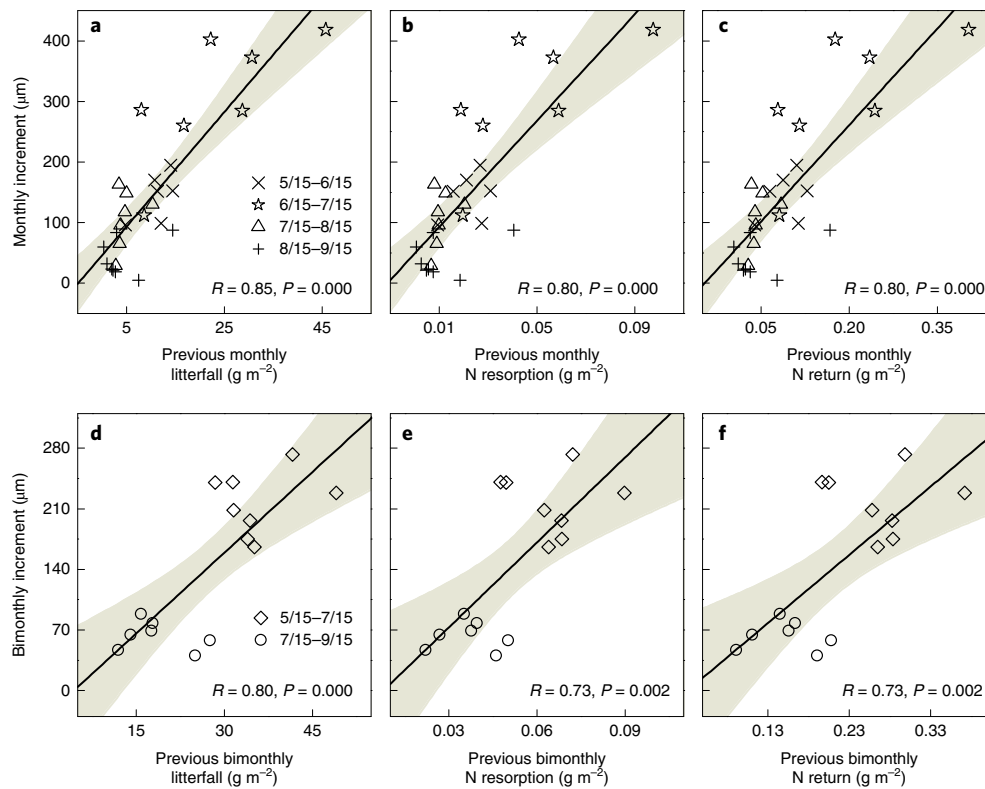 a
b
c
400
300
200
100
0
Monthly increment (μm)
5/15–6/15
6/15–7/15
7/15–8/15
8/15–9/15
R = 0.85, P = 0.000
R = 0.80, P = 0.000
R = 0.80, P = 0.000
5 25 45
0.01 0.05 0.09
0.05 0.20 0.35
Previous monthly
litterfall (g m⁻²)
Previous monthly
N resorption (g m⁻²)
Previous monthly
N return (g m⁻²)
d
e
f
280
210
140
70
0
Bimonthly increment (μm)
5/15–7/15
7/15–9/15
R = 0.80, P = 0.000
R = 0.73, P = 0.002
R = 0.73, P = 0.002
15 30 45
0.03 0.06 0.09
0.13 0.23 0.33
Previous bimonthly
litterfall (g m⁻²)
Previous bimonthly
N resorption (g m⁻²)
Previous bimonthly
N return (g m⁻²)